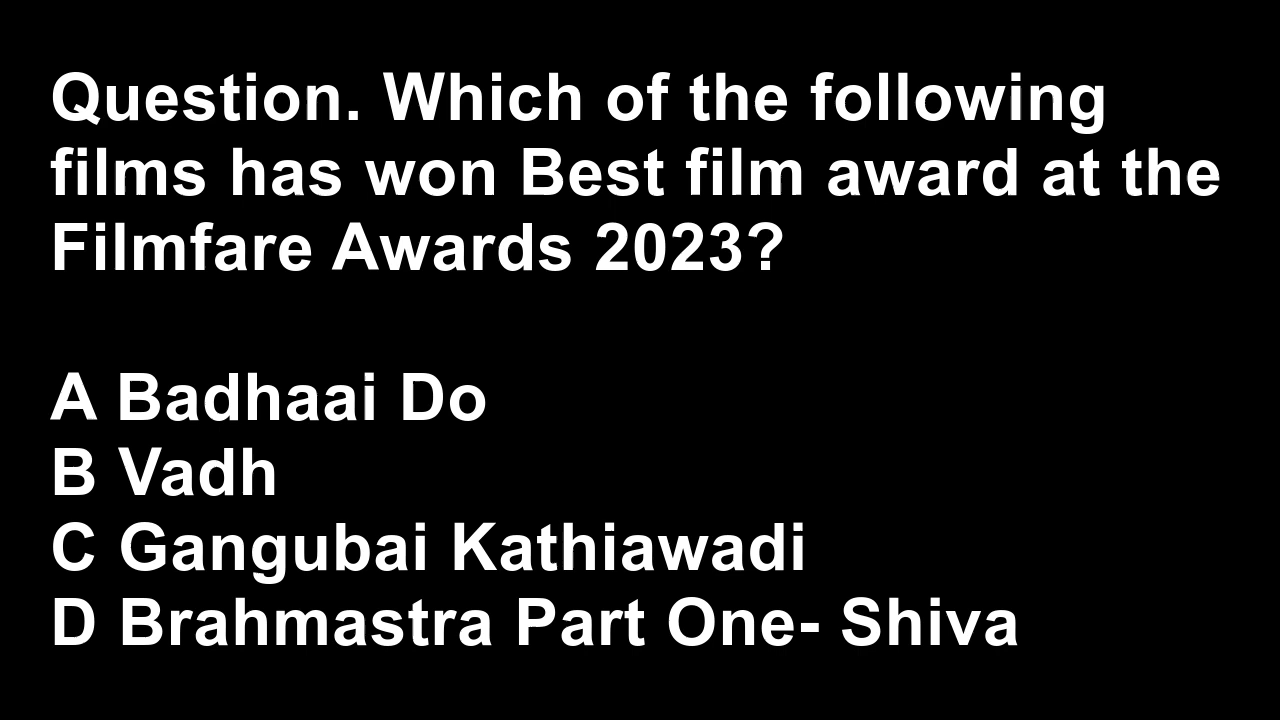 Question. Which of the following
films has won Best film award at the
Filmfare Awards 2023?
A Badhaai Do
B Vadh
C Gangubai Kathiawadi
D Brahmastra Part One- Shiva